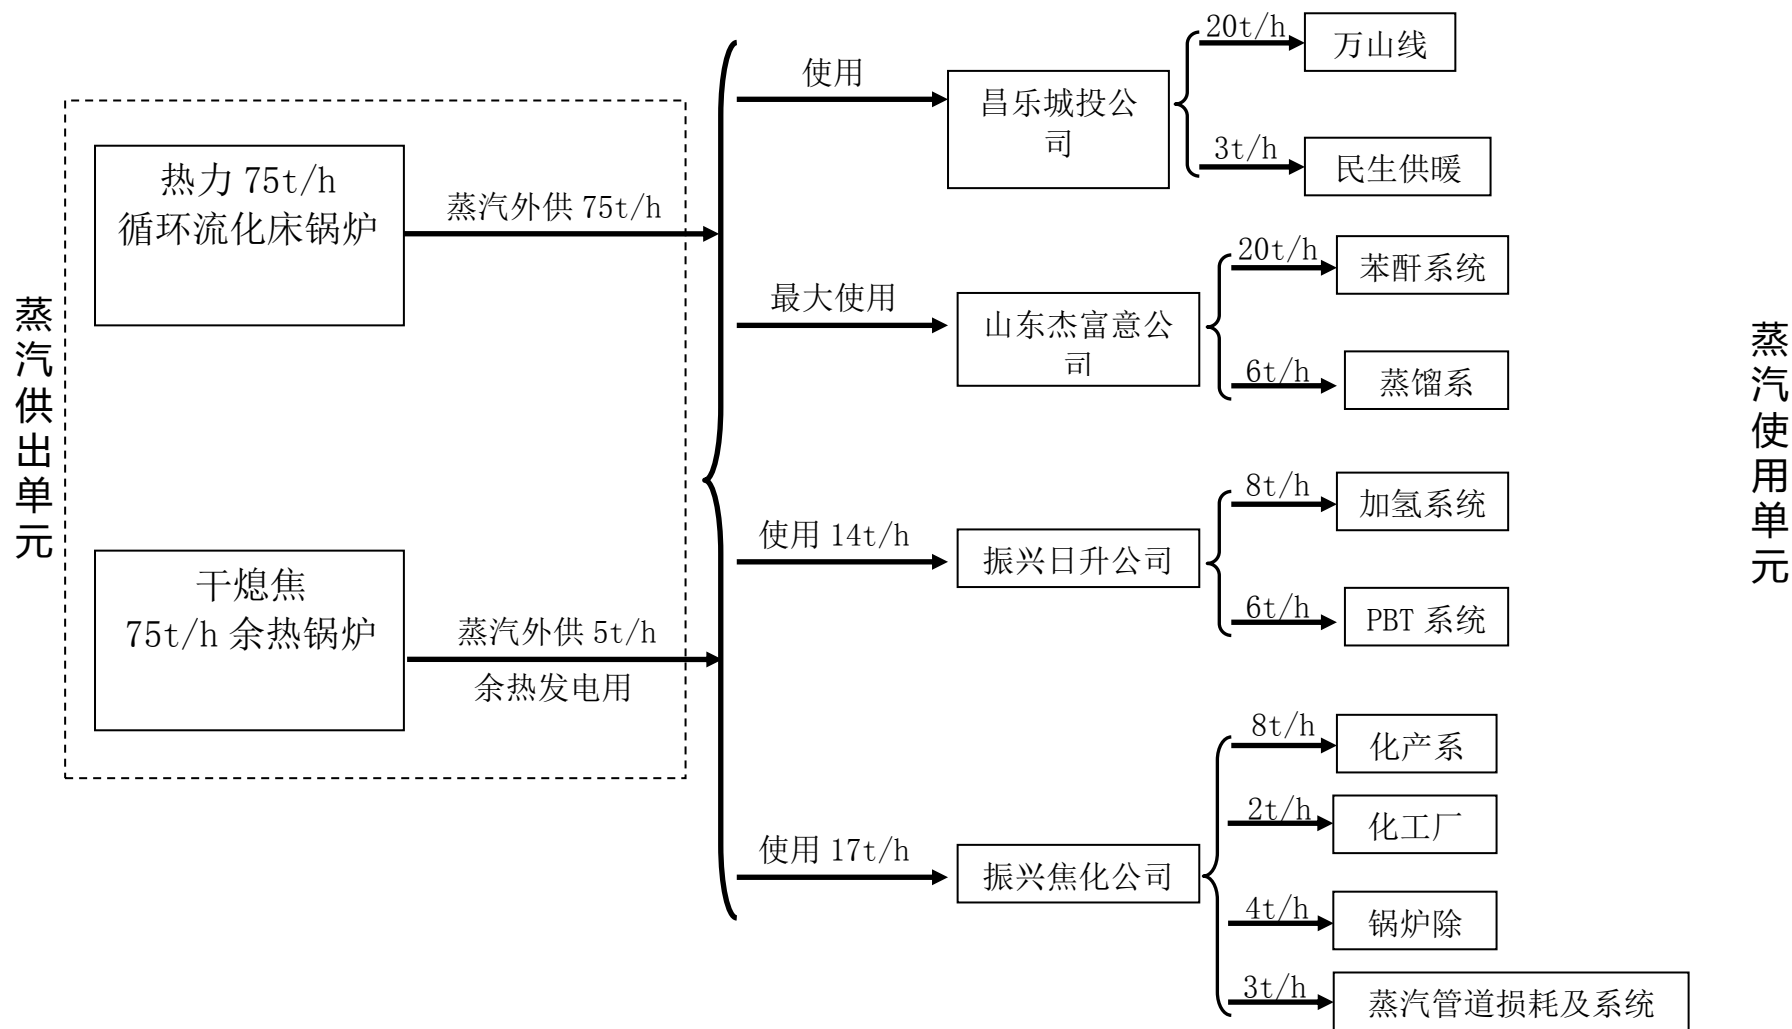 蒸汽供出单元
热力 75t/h
循环流化床锅炉
蒸汽外供 75t/h
干熄焦
75t/h 余热锅炉
蒸汽外供 5t/h
余热发电用
使用
昌乐城投公
司
20t/h
万山线
3t/h
民生供暖
最大使用
山东杰富意公
司
20t/h
苯酐系统
6t/h
蒸馏系
使用 14t/h
振兴日升公司
8t/h
加氢系统
6t/h
PBT 系统
使用 17t/h
振兴焦化公司
8t/h
化产系
2t/h
化工厂
4t/h
锅炉除
3t/h
蒸汽管道损耗及系统
蒸汽使用单元